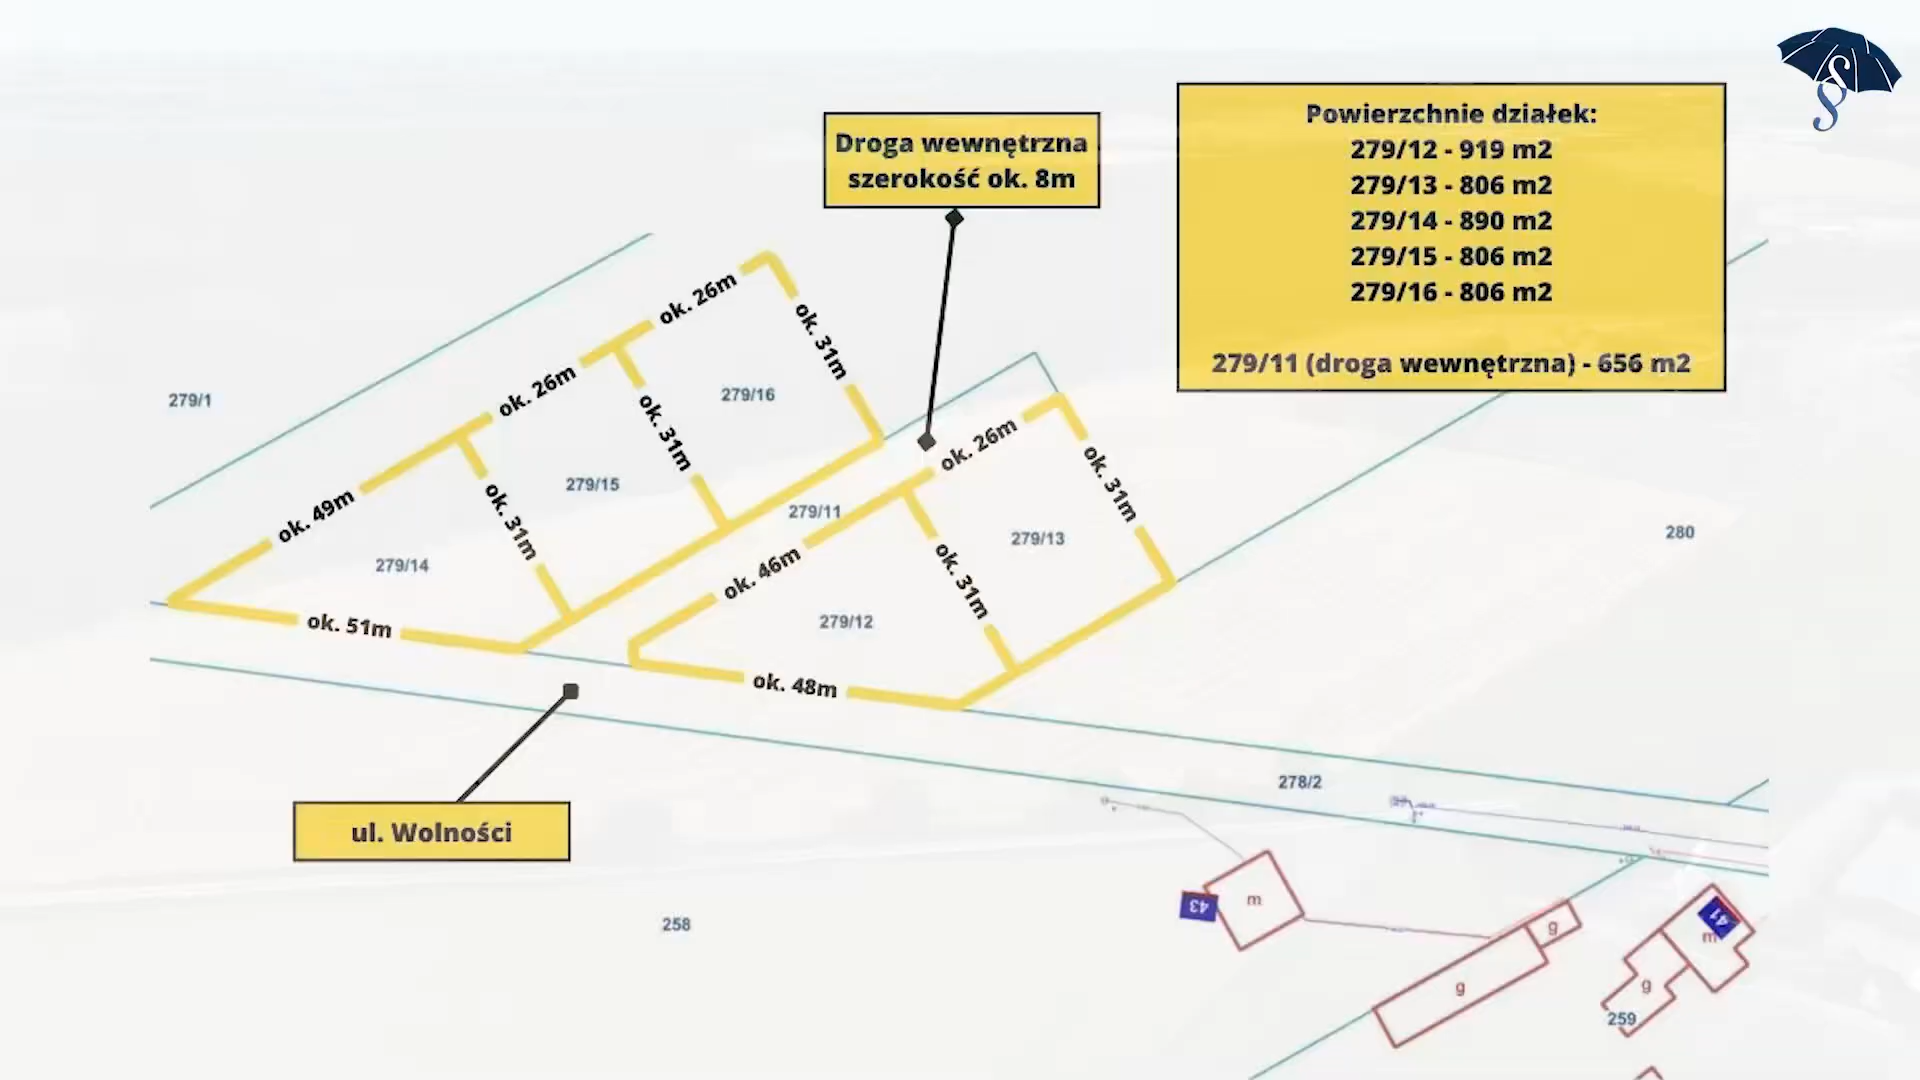 Droga wewnętrzna
szerokość ok. 8m
Powierzchnie działek:
279/12 - 919 m2
279/13 - 806 m2
279/14 - 890 m2
279/15 - 806 m2
279/16 - 806 m2
279/11 (droga wewnętrzna) - 656 m2
ok. 26m
ok. 31m
ok. 26m
279/16
279/1
ok. 31m
ok. 26m
ok. 31m
279/15
ok. 49m
ok. 31m
279/11
279/13
280
279/14
ok. 46m
ok. 31m
ok. 51m
279/12
ok. 48m
278/2
ul. Wolności
258
43
m
g
41
m
g
g
259